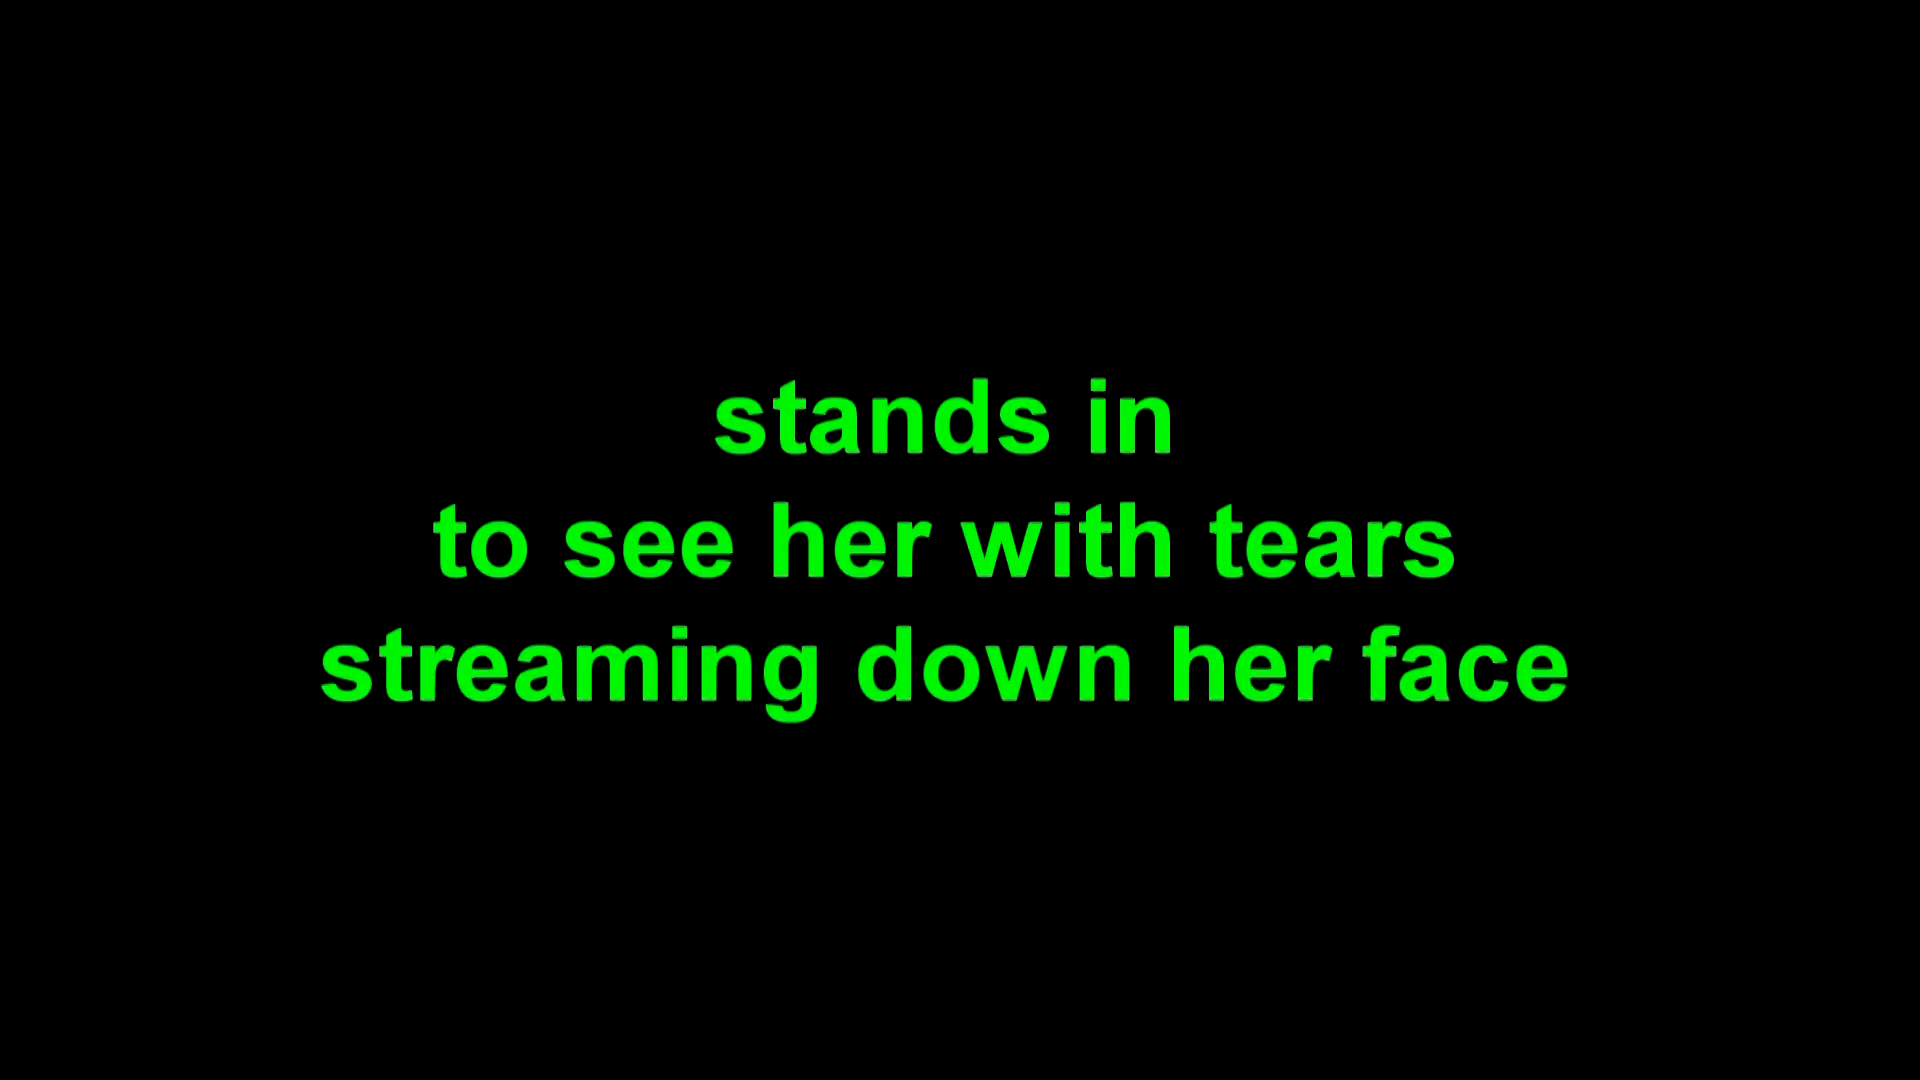 stands in
to see her with tears
streaming down her face